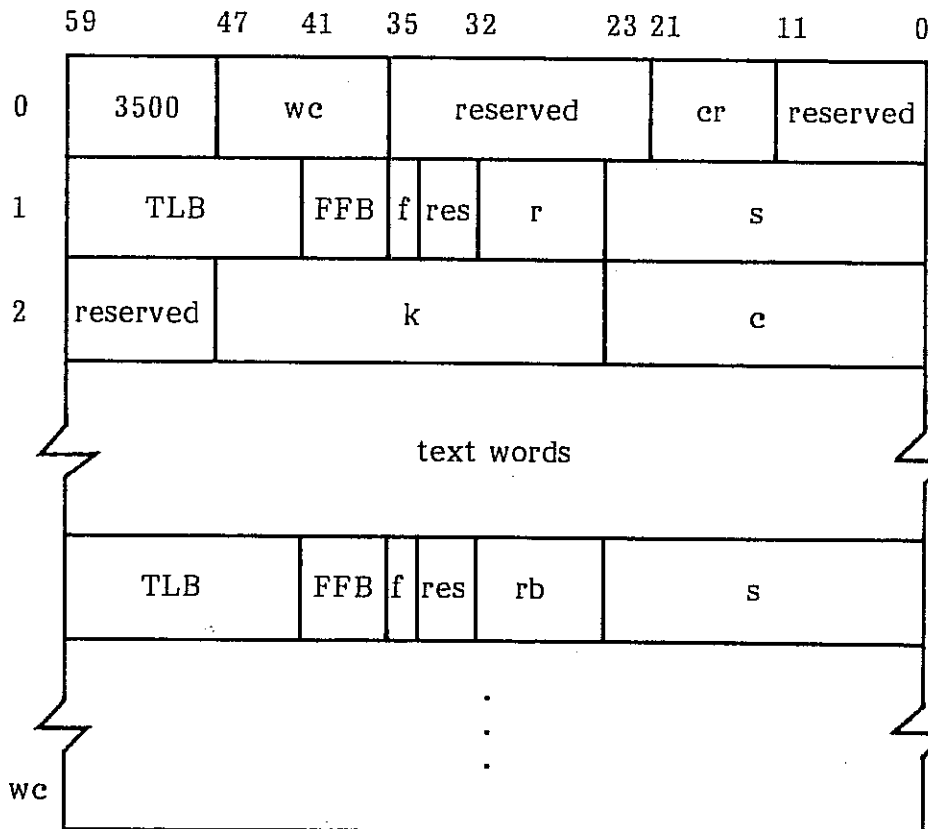 59 47 41 35 32 23 21 11 0
0 3500 wc reserved cr reserved
1 TLB FFB f res r s
2 reserved k c
text words
TLB FFB f res rb s
.
.
.
wc